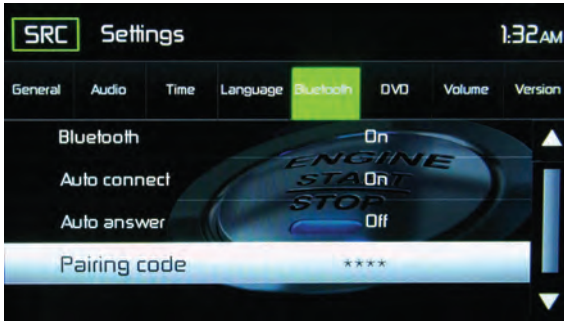 SRC Settings 1:32AM
General Audio Time Language Bluetooth DVD Volume Version
Bluetooth On
Auto connect On
Auto answer Off
Pairing code ****
ENGINE
START
STOP